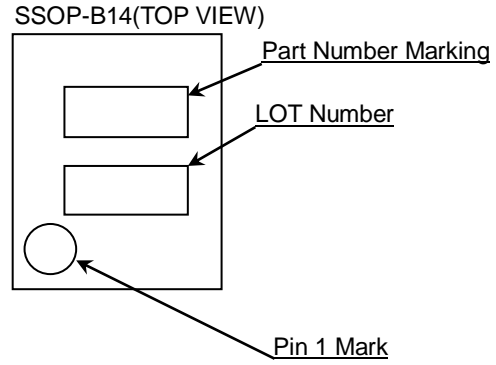 SSOP-B14(TOP VIEW)
Part Number Marking
LOT Number
Pin 1 Mark